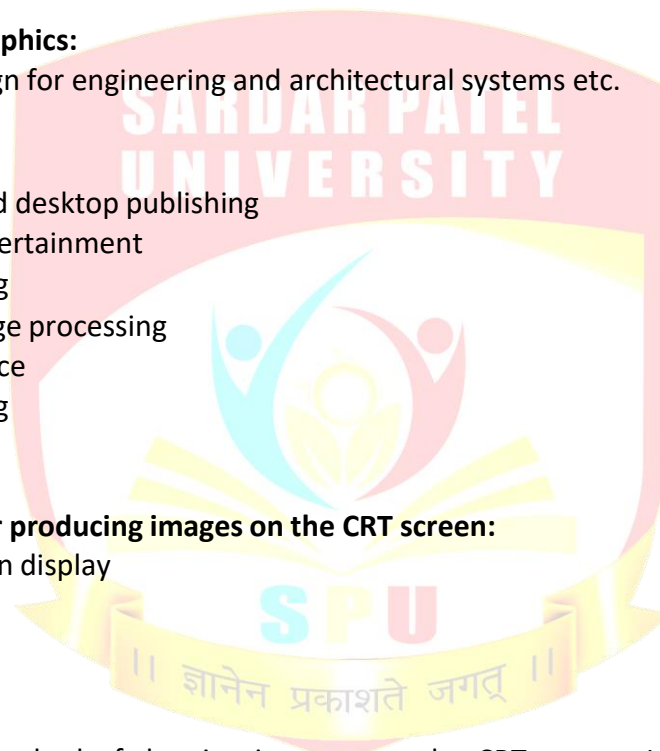 phics:
gn for engineering and architectural systems etc.
SARDAR PATEL
UNIVERSITY
d desktop publishing
ertainment
g
ge processing
ce
g
r producing images on the CRT screen:
n display
SPU
|| ज्ञानेन प्रकाशते जगत् ||